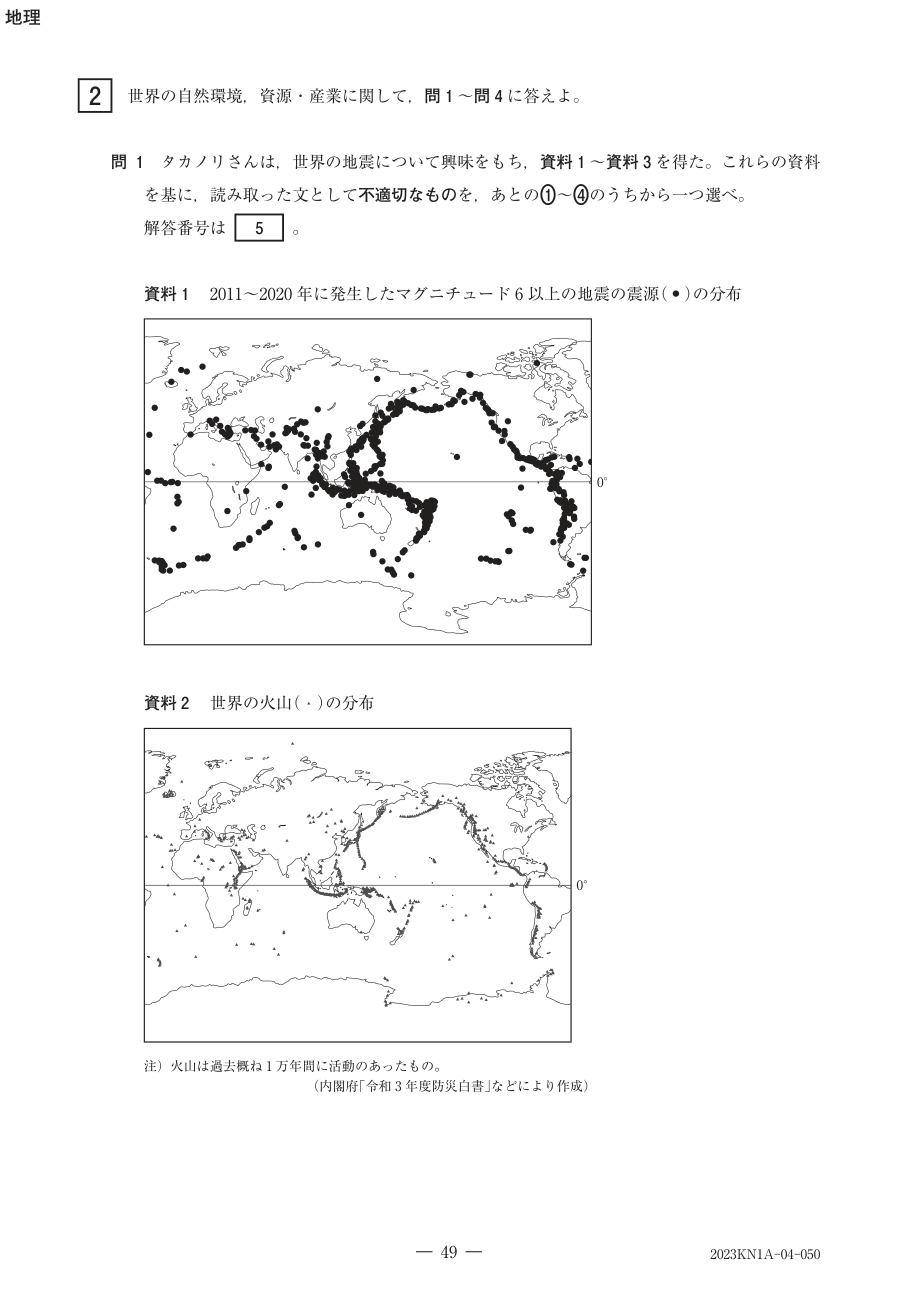 地理
2 世界の自然環境，資源・産業に関して，問1～問4に答えよ。
問 1 タカノリさんは，世界の地震について興味をもち，資料1～資料3を得た。これらの資料
を基に，読み取った文として不適切なものを，あとの①～④のうちから一つ選べ。
解答番号は 5 。
資料1 2011～2020年に発生したマグニチュード6以上の地震の震源(●)の分布
0°
資料2 世界の火山(▲)の分布
0°
注）火山は過去概ね1万年間に活動のあったもの。
（内閣府「令和3年度防災白書」などにより作成）
― 49 ―
2023KN1A-04-050